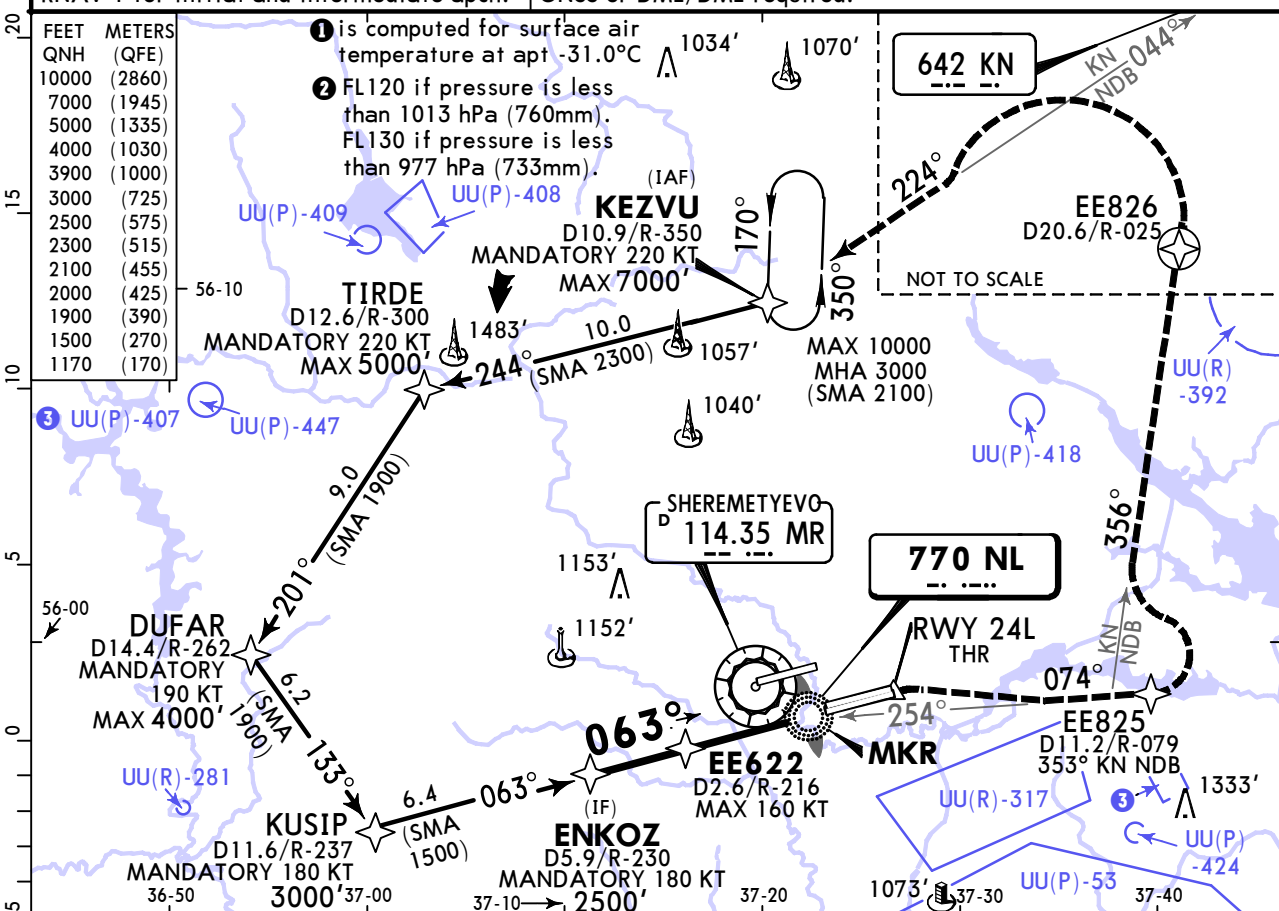 FEET METERS
QNH (QFE)
10000 (2860)
7000 (1945)
5000 (1335)
4000 (1030)
3900 (1000)
3000 (725)
2500 (575)
2300 (515)
2100 (455)
2000 (425)
1900 (390)
1500 (270)
1170 (170)
20
15
10
5
0
5
❶ is computed for surface air
temperature at apt -31.0°C
❷ FL120 if pressure is less
than 1013 hPa (760mm).
FL130 if pressure is less
than 977 hPa (733mm).
1034'
1070'
642 KN
KN
NDB
044°
224°
EE826
D20.6/R-025
NOT TO SCALE
UU(P)-409
UU(P)-408
(IAF)
KEZVU
D10.9/R-350
MANDATORY 220 KT
MAX 7000'
170°
350°
MAX 10000
MHA 3000
(SMA 2100)
56-10
TIRDE
D12.6/R-300
MANDATORY 220 KT
MAX 5000'
1483'
10.0
244°
(SMA 2300)
1057'
1040'
❸ UU(P)-407
UU(P)-447
UU(R)
-392
UU(P)-418
356°
9.0
(SMA 1900)
201°
SHEREMETYEVO
D 114.35 MR
770 NL
1153'
1152'
56-00
DUFAR
D14.4/R-262
MANDATORY
190 KT
MAX 4000'
6.2
(SMA
1900)
133°
RWY 24L
THR
KN
NDB
074°
254°
EE825
D11.2/R-079
353° KN NDB
MKR
063°
EE622
D2.6/R-216
MAX 160 KT
UU(R)-281
KUSIP
D11.6/R-237
MANDATORY 180 KT
3000'
6.4
063°
(SMA
1500)
(IF)
ENKOZ
D5.9/R-230
MANDATORY 180 KT
2500'
UU(R)-317
❸
1333'
UU(P)
-424
UU(P)-53
1073'
36-50
37-00
37-10
37-20
37-30
37-40